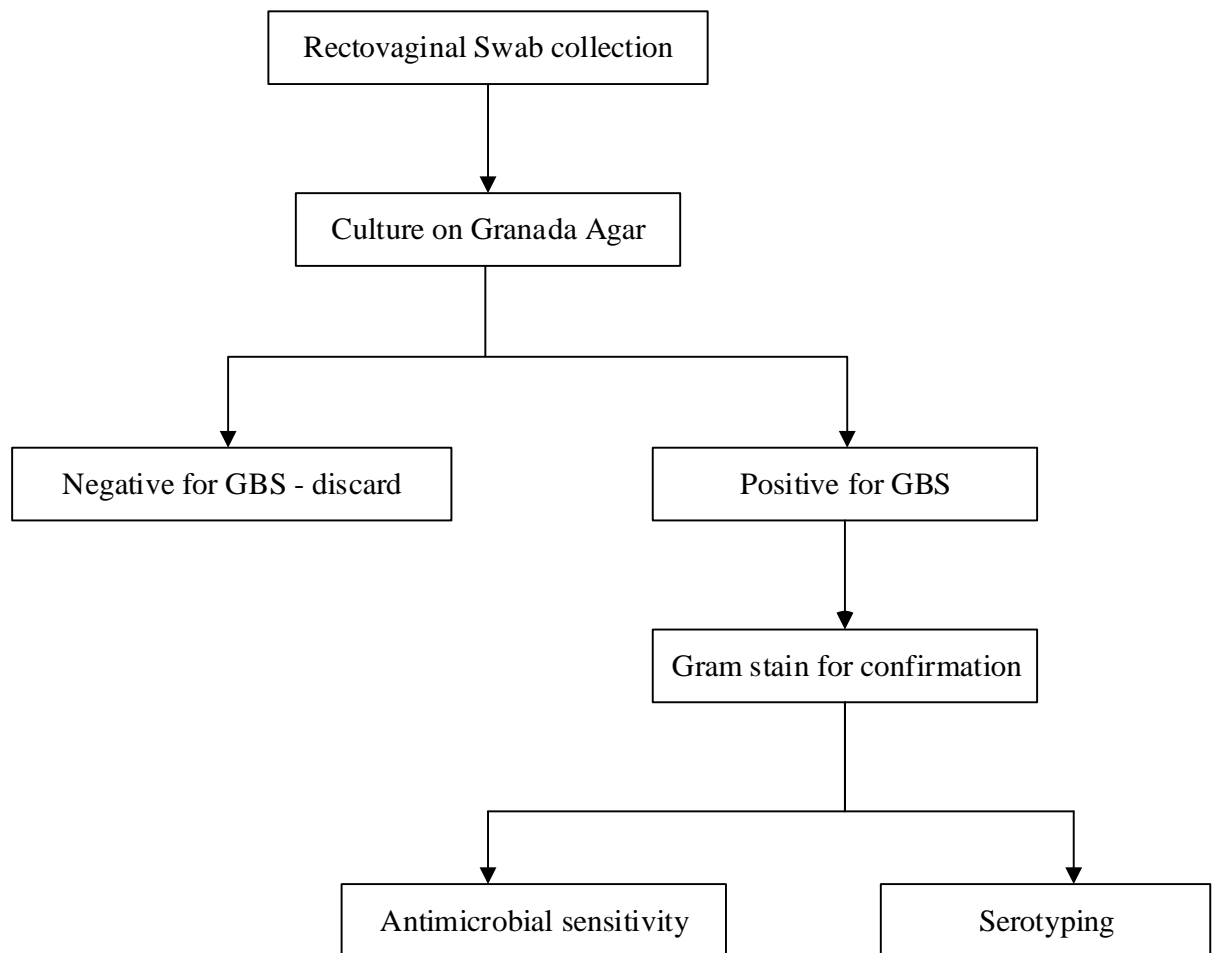 Rectovaginal Swab collection
Culture on Granada Agar
Negative for GBS - discard
Positive for GBS
Gram stain for confirmation
Antimicrobial sensitivity
Serotyping